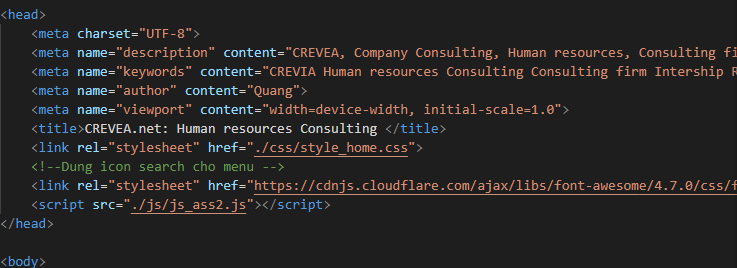 <head>
<meta charset="UTF-8">
<meta name="description" content="CREVEA, Company Consulting, Human resources, Consulting fi
<meta name="keywords" content="CREVIA Human resources Consulting Consulting firm Intership R
<meta name="author" content="Quang">
<meta name="viewport" content="width=device-width, initial-scale=1.0">
<title>CREVEA.net: Human resources Consulting </title>
<link rel="stylesheet" href="./css/style_home.css">
<!--Dung icon search cho menu -->
<link rel="stylesheet" href="https://cdnjs.cloudflare.com/ajax/libs/font-awesome/4.7.0/css/f
<script src="./js/js_ass2.js"></script>
</head>
<body>